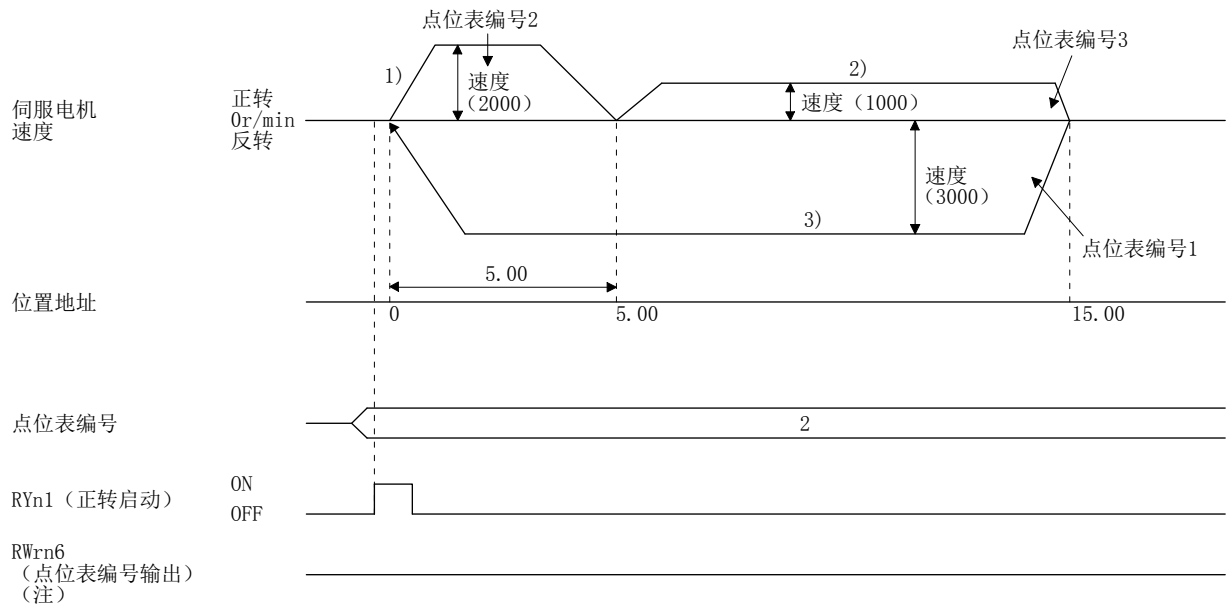 点位表编号2
点位表编号3
1)
2)
伺服电机
速度
正转
0r/min
反转
速度
(2000)
速度（1000）
速度
(3000)
3)
点位表编号1
5.00
位置地址
0
5.00
15.00
点位表编号
2
RYn1（正转启动）
ON
OFF
RWrn6
（点位表编号输出）
（注）